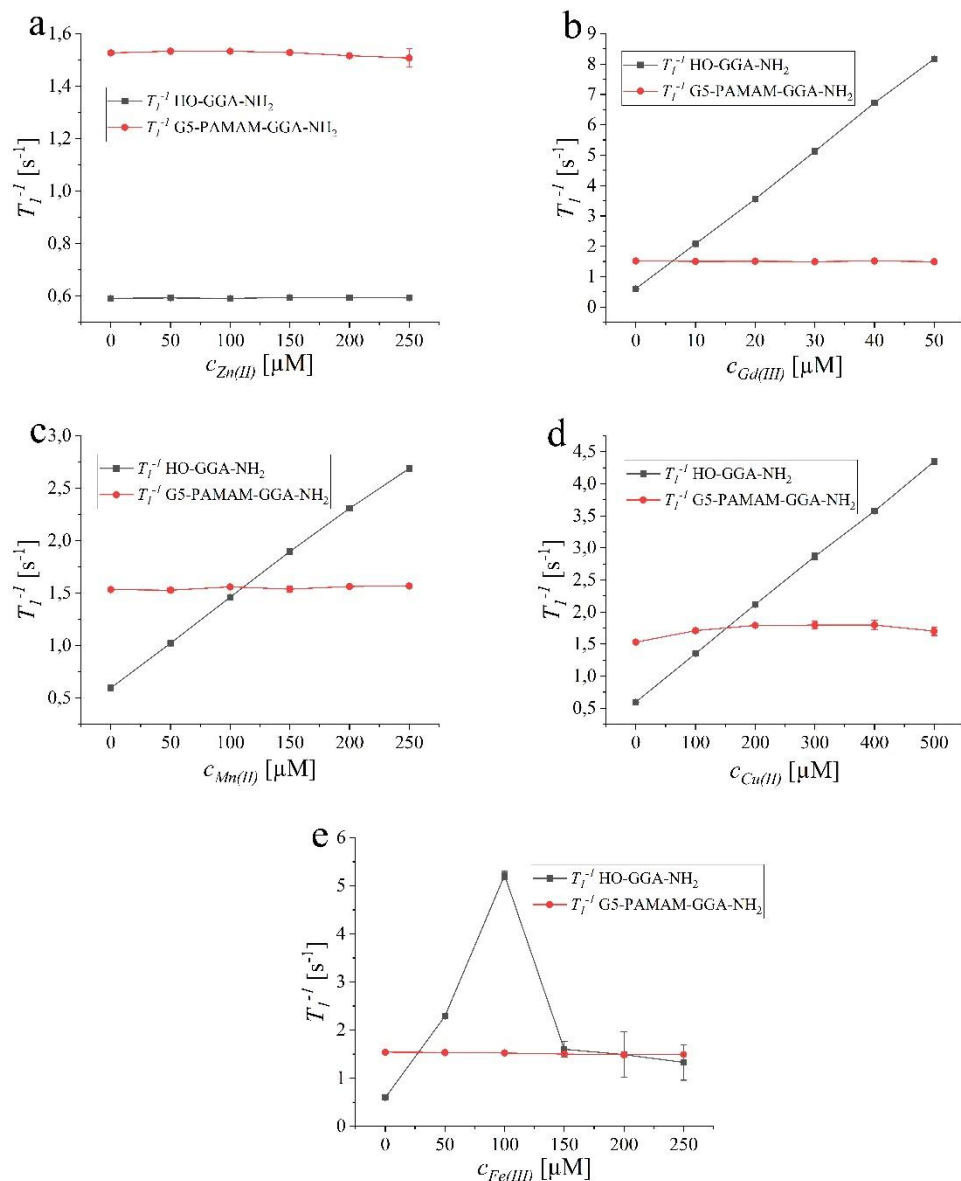 a
1,6
1,4
1,2
1,0
0,8
0,6
T₁⁻¹ [s⁻¹]
T₁⁻¹ HO-GGA-NH₂
T₁⁻¹ G5-PAMAM-GGA-NH₂
0 50 100 150 200 250
c_Zn(II) [µM]
b
9
8
7
6
5
4
3
2
1
0
T₁⁻¹ [s⁻¹]
T₁⁻¹ HO-GGA-NH₂
T₁⁻¹ G5-PAMAM-GGA-NH₂
0 10 20 30 40 50
c_Gd(III) [µM]
c
3,0
2,5
2,0
1,5
1,0
0,5
T₁⁻¹ [s⁻¹]
T₁⁻¹ HO-GGA-NH₂
T₁⁻¹ G5-PAMAM-GGA-NH₂
0 50 100 150 200 250
c_Mn(II) [µM]
d
4,5
4,0
3,5
3,0
2,5
2,0
1,5
1,0
0,5
T₁⁻¹ [s⁻¹]
T₁⁻¹ HO-GGA-NH₂
T₁⁻¹ G5-PAMAM-GGA-NH₂
0 100 200 300 400 500
c_Cu(II) [µM]
e
6
5
4
3
2
1
0
T₁⁻¹ [s⁻¹]
T₁⁻¹ HO-GGA-NH₂
T₁⁻¹ G5-PAMAM-GGA-NH₂
0 50 100 150 200 250
c_Fe(III) [µM]